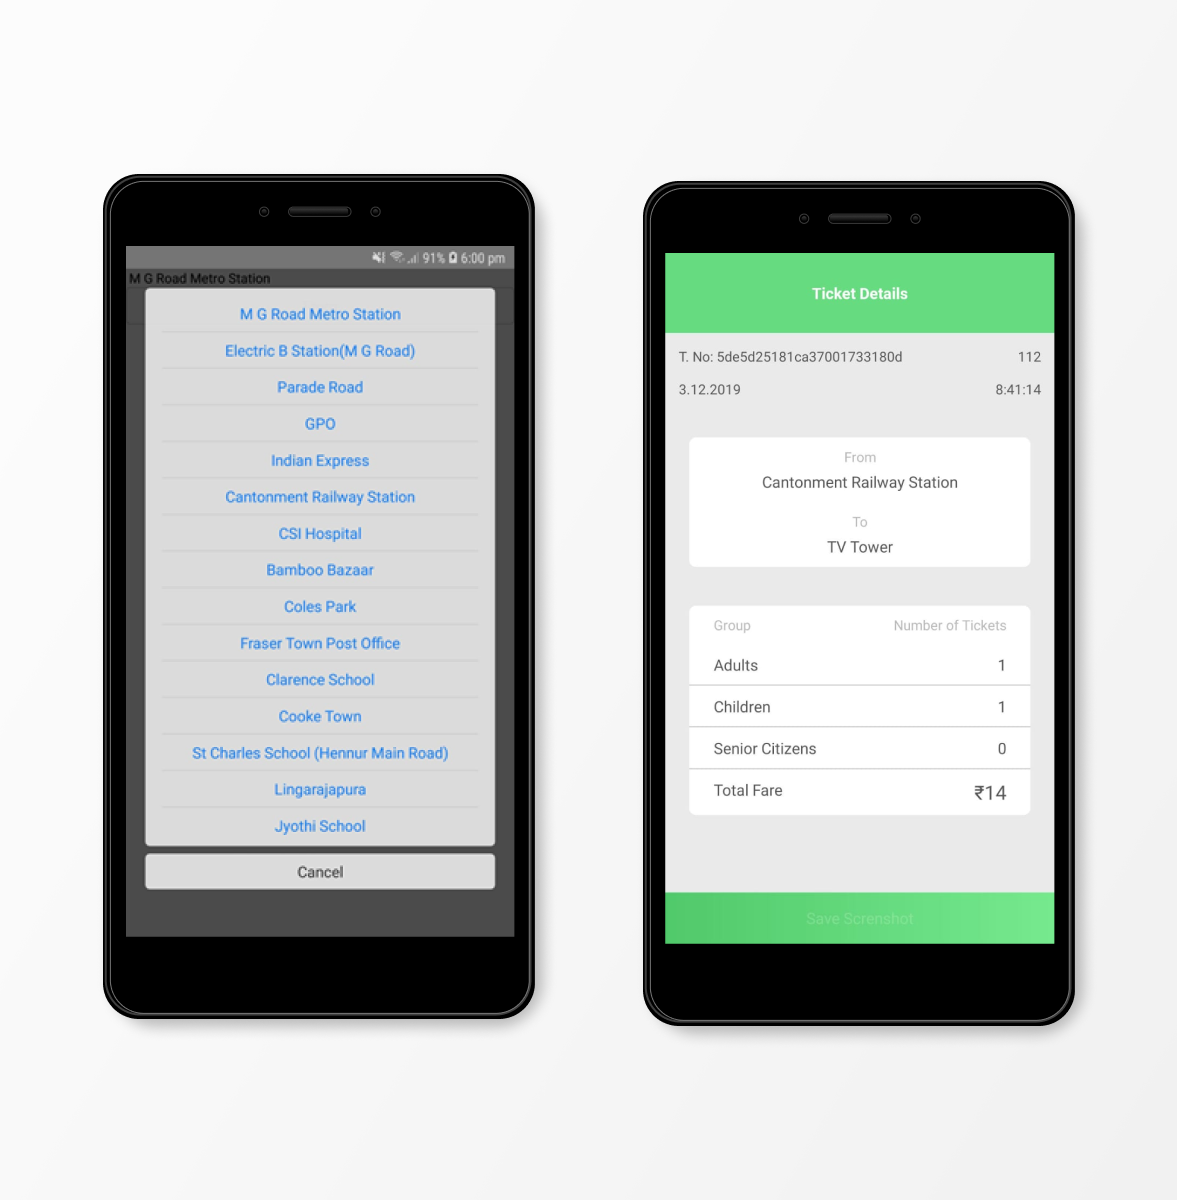 91% 6:00 pm
M G Road Metro Station
M G Road Metro Station
Electric B Station(M G Road)
Parade Road
GPO
Indian Express
Cantonment Railway Station
CSI Hospital
Bamboo Bazaar
Coles Park
Fraser Town Post Office
Clarence School
Cooke Town
St Charles School (Hennur Main Road)
Lingarajapura
Jyothi School
Cancel
Ticket Details
T. No: 5de5d25181ca37001733180d 112
3.12.2019 8:41:14
From
Cantonment Railway Station
To
TV Tower
Group Number of Tickets
Adults 1
Children 1
Senior Citizens 0
Total Fare ₹14
Save Screnshot